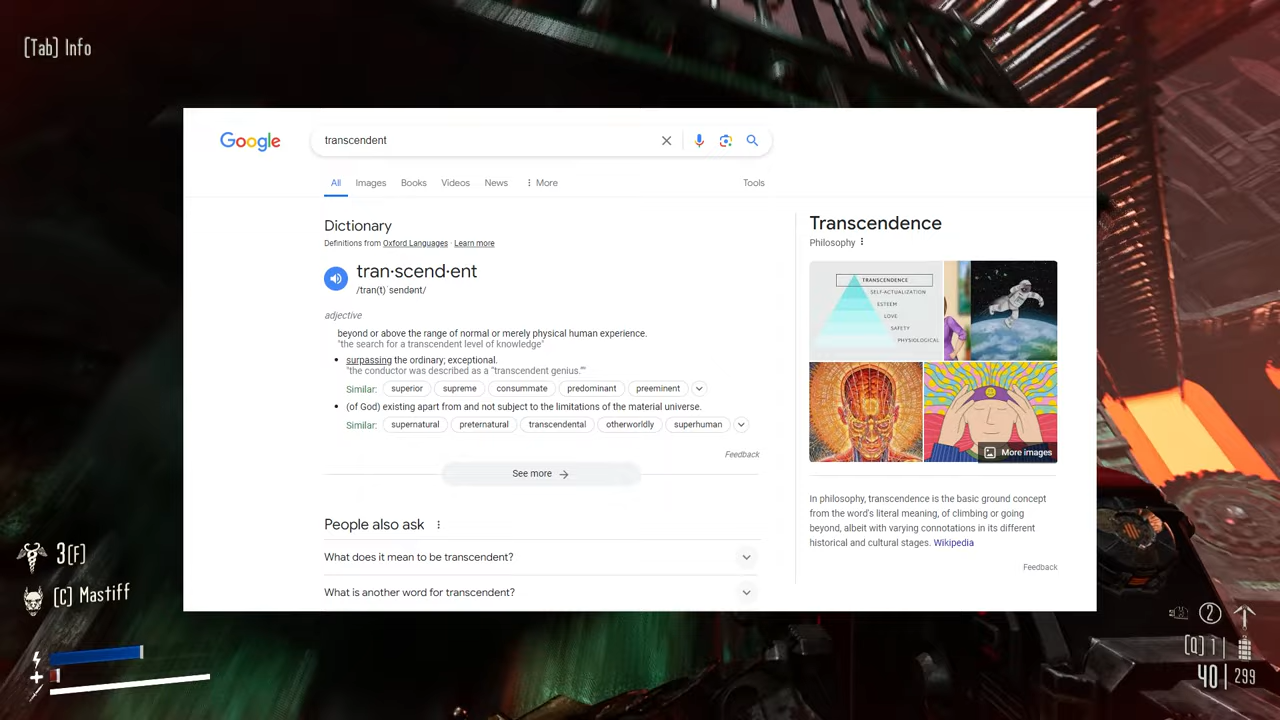 [Tab] Info
Google
transcendent
All Images Books Videos News More Tools
Dictionary
Definitions from Oxford Languages · Learn more
tran·scend·ent
/ˌtran(t)ˈsendənt/
adjective
beyond or above the range of normal or merely physical human experience.
"the search for a transcendent level of knowledge"
surpassing the ordinary; exceptional.
"the conductor was described as a "transcendent genius.""
Similar: superior supreme consummate predominant preeminent
(of God) existing apart from and not subject to the limitations of the material universe.
Similar: supernatural preternatural transcendental otherworldly superhuman
Feedback
See more
People also ask
What does it mean to be transcendent?
What is another word for transcendent?
Transcendence
Philosophy
TRANSCENDENCE
SELF-ACTUALIZATION
ESTEEM
LOVE
SAFETY
PHYSIOLOGICAL
More images
In philosophy, transcendence is the basic ground concept
from the word's literal meaning, of climbing or going
beyond, albeit with varying connotations in its different
historical and cultural stages. Wikipedia
Feedback
3[F]
[C] Mastiff
2
[Q] 1
40 | 299